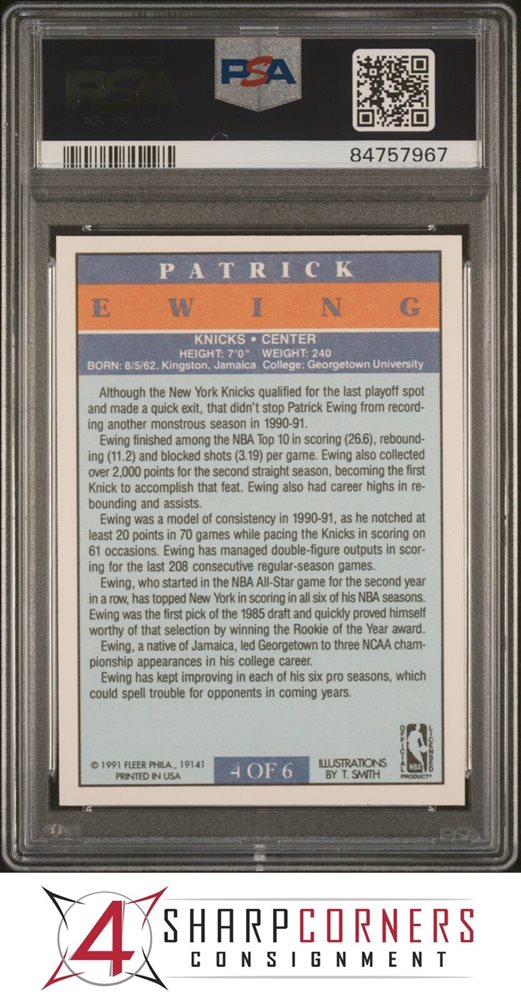 PSA
84757967
PATRICK
EWING
KNICKS • CENTER
HEIGHT: 7'0" WEIGHT: 240
BORN: 8/5/62, Kingston, Jamaica College: Georgetown University
Although the New York Knicks qualified for the last playoff spot
and made a quick exit, that didn't stop Patrick Ewing from record-
ing another monstrous season in 1990-91.
Ewing finished among the NBA Top 10 in scoring (26.6), rebound-
ing (11.2) and blocked shots (3.19) per game. Ewing also collected
over 2,000 points for the second straight season, becoming the first
Knick to accomplish that feat. Ewing also had career highs in re-
bounding and assists.
Ewing was a model of consistency in 1990-91, as he notched at
least 20 points in 70 games while pacing the Knicks in scoring on
61 occasions. Ewing has managed double-figure outputs in scor-
ing for the last 208 consecutive regular-season games.
Ewing, who started in the NBA All-Star game for the second year
in a row, has topped New York in scoring in all six of his NBA seasons.
Ewing was the first pick of the 1985 draft and quickly proved himself
worthy of that selection by winning the Rookie of the Year award.
Ewing, a native of Jamaica, led Georgetown to three NCAA cham-
pionship appearances in his college career.
Ewing has kept improving in each of his six pro seasons, which
could spell trouble for opponents in coming years.
© 1991 FLEER PHILA., 19141
PRINTED IN USA
4 OF 6
ILLUSTRATIONS
BY T. SMITH
OFFICIAL
LICENSED
NBA
PRODUCT
PSA
4
SHARPCORNERS
CONSIGNMENT